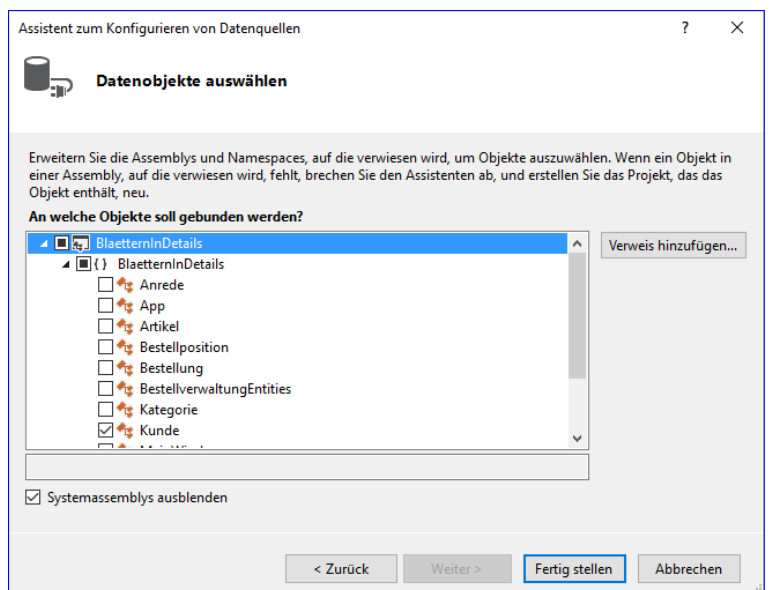 Assistent zum Konfigurieren von Datenquellen
Datenobjekte auswählen
Erweitern Sie die Assemblys und Namespaces, auf die verwiesen wird, um Objekte auszuwählen. Wenn ein Objekt in
einer Assembly, auf die verwiesen wird, fehlt, brechen Sie den Assistenten ab, und erstellen Sie das Projekt, das das
Objekt enthält, neu.
An welche Objekte soll gebunden werden?
BlaetternInDetails
Verweis hinzufügen...
{ } BlaetternInDetails
Anrede
App
Artikel
Bestellposition
Bestellung
BestellverwaltungEntities
Kategorie
Kunde
Systemassemblys ausblenden
< Zurück
Weiter >
Fertig stellen
Abbrechen